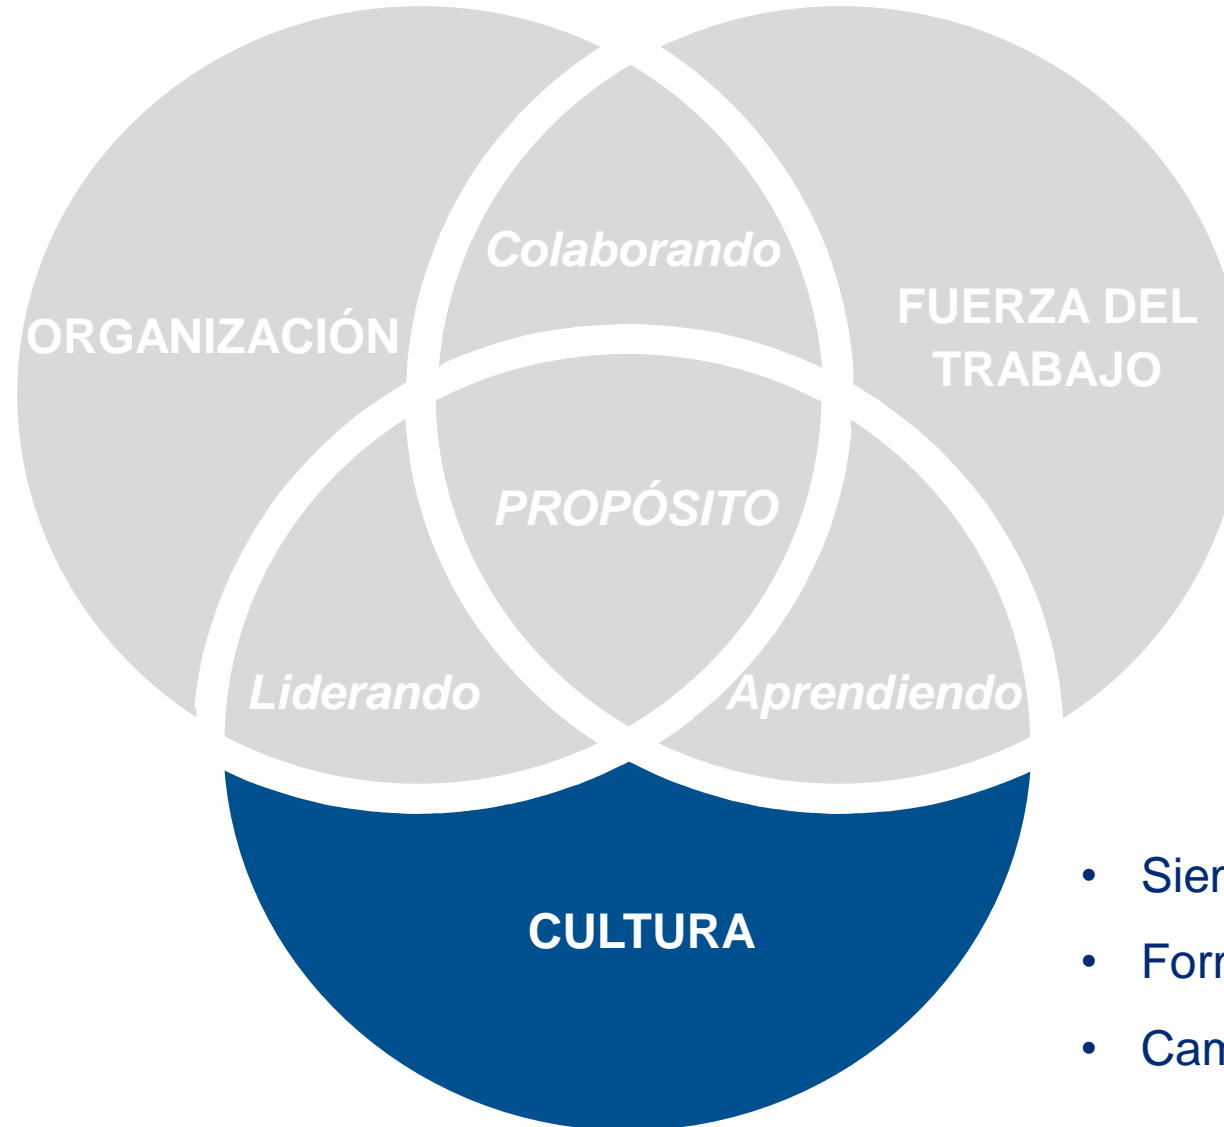 Colaborando
ORGANIZACIÓN
FUERZA DEL
TRABAJO
PROPÓSITO
Liderando
Aprendiendo
CULTURA
•
•
•